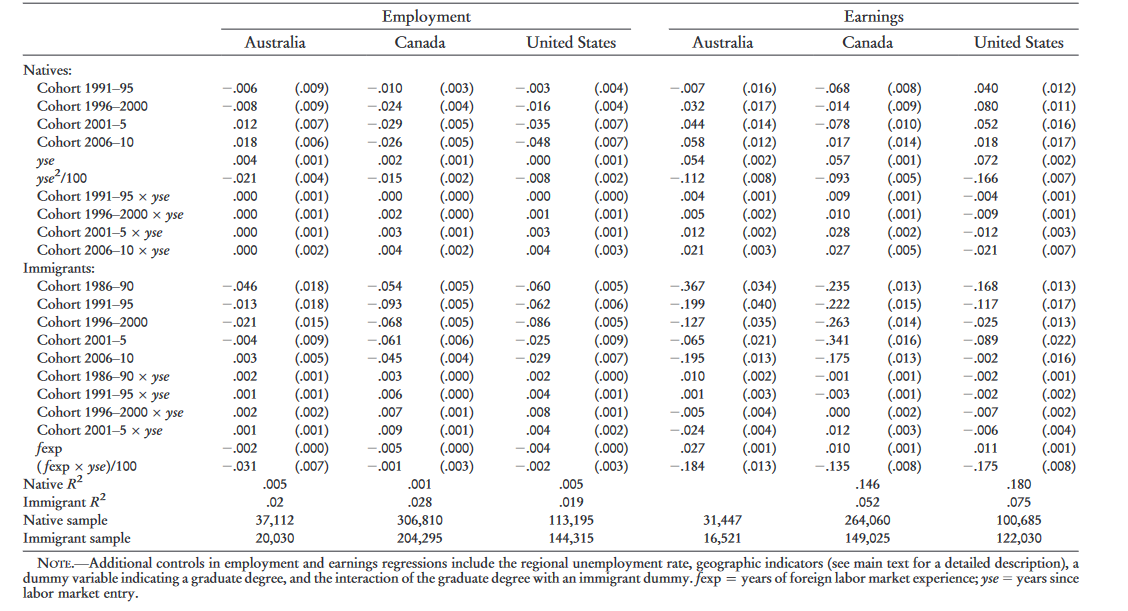 Employment Earnings
Australia Canada United States Australia Canada United States
Natives:
Cohort 1991–95 −.006 (.009) −.010 (.003) −.003 (.004) −.007 (.016) −.068 (.008) .040 (.012)
Cohort 1996–2000 −.008 (.009) −.024 (.004) −.016 (.004) .032 (.017) −.014 (.009) .080 (.011)
Cohort 2001–5 .012 (.007) −.029 (.005) −.035 (.007) .044 (.014) −.078 (.010) .052 (.016)
Cohort 2006–10 .018 (.006) −.026 (.005) −.048 (.007) .058 (.012) .017 (.014) .018 (.017)
yse .004 (.001) .002 (.001) .000 (.001) .054 (.002) .057 (.001) .072 (.002)
yse²/100 −.021 (.004) −.015 (.002) −.008 (.002) −.112 (.008) −.093 (.005) −.166 (.007)
Cohort 1991–95 × yse .000 (.001) .000 (.000) .000 (.000) .004 (.001) .009 (.001) −.004 (.001)
Cohort 1996–2000 × yse .000 (.001) .002 (.000) .001 (.001) .005 (.002) .010 (.001) −.009 (.001)
Cohort 2001–5 × yse .000 (.001) .003 (.001) .003 (.001) .012 (.002) .028 (.002) −.012 (.003)
Cohort 2006–10 × yse .000 (.002) .004 (.002) .004 (.003) .021 (.003) .027 (.005) −.021 (.007)
Immigrants:
Cohort 1986–90 −.046 (.018) −.054 (.005) −.060 (.005) −.367 (.034) −.235 (.013) −.168 (.013)
Cohort 1991–95 −.013 (.018) −.093 (.005) −.062 (.006) −.199 (.040) −.222 (.015) −.117 (.017)
Cohort 1996–2000 −.021 (.015) −.068 (.005) −.086 (.005) −.127 (.035) −.263 (.014) −.025 (.013)
Cohort 2001–5 −.004 (.009) −.061 (.006) −.025 (.009) −.065 (.021) −.341 (.016) −.089 (.022)
Cohort 2006–10 .003 (.005) −.045 (.004) −.029 (.007) −.195 (.013) −.175 (.013) −.002 (.016)
Cohort 1986–90 × yse .002 (.001) .003 (.000) .002 (.000) .010 (.002) −.001 (.001) −.002 (.001)
Cohort 1991–95 × yse .001 (.001) .006 (.000) .004 (.001) .001 (.003) −.003 (.001) −.002 (.002)
Cohort 1996–2000 × yse .002 (.002) .007 (.001) .008 (.001) −.005 (.004) .000 (.002) −.007 (.002)
Cohort 2001–5 × yse .001 (.001) .009 (.001) .004 (.002) −.024 (.004) .012 (.003) −.006 (.004)
fexp −.002 (.000) −.005 (.000) −.004 (.000) .027 (.001) .010 (.001) .011 (.001)
(fexp × yse)/100 −.031 (.007) −.001 (.003) −.002 (.003) −.184 (.013) −.135 (.008) −.175 (.008)
Native R² .005 .001 .005 .146 .180
Immigrant R² .02 .028 .019 .052 .075
Native sample 37,112 306,810 113,195 31,447 264,060 100,685
Immigrant sample 20,030 204,295 144,315 16,521 149,025 122,030
NOTE.—Additional controls in employment and earnings regressions include the regional unemployment rate, geographic indicators (see main text for a detailed description), a
dummy variable indicating a graduate degree, and the interaction of the graduate degree with an immigrant dummy. fexp = years of foreign labor market experience; yse = years since
labor market entry.